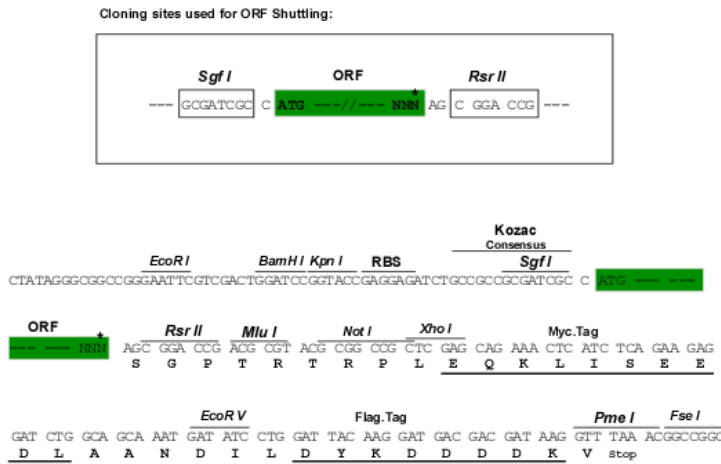 Cloning sites used for ORF Shuttling:
Sgf I ORF Rsr II
--- GCGATCGC C ATG ---//--- NNN* AG C GGA CCG ---
Kozac
Consensus
EcoR I BamH I Kpn I RBS Sgf I
CTATAGGGCGGCCGGGAATTCGTCGACTGGATCCGGTACCGAGGAGATCTGCCGCCGCGATCGC C ATG --- ---
ORF Rsr II Mlu I Not I Xho I Myc.Tag
--- --- NNN* AGC GGA CCG ACG CGT ACG CGG CCG CTC GAG CAG AAA CTC ATC TCA GAA GAG
S G P T R T R P L E Q K L I S E E
EcoR V Flag.Tag Pme I Fse I
GAT CTG GCA GCA AAT GAT ATC CTG GAT TAC AAG GAT GAC GAC GAT AAG GTT TAA ACGGCCGGC
D L A A N D I L D Y K D D D D K V Stop